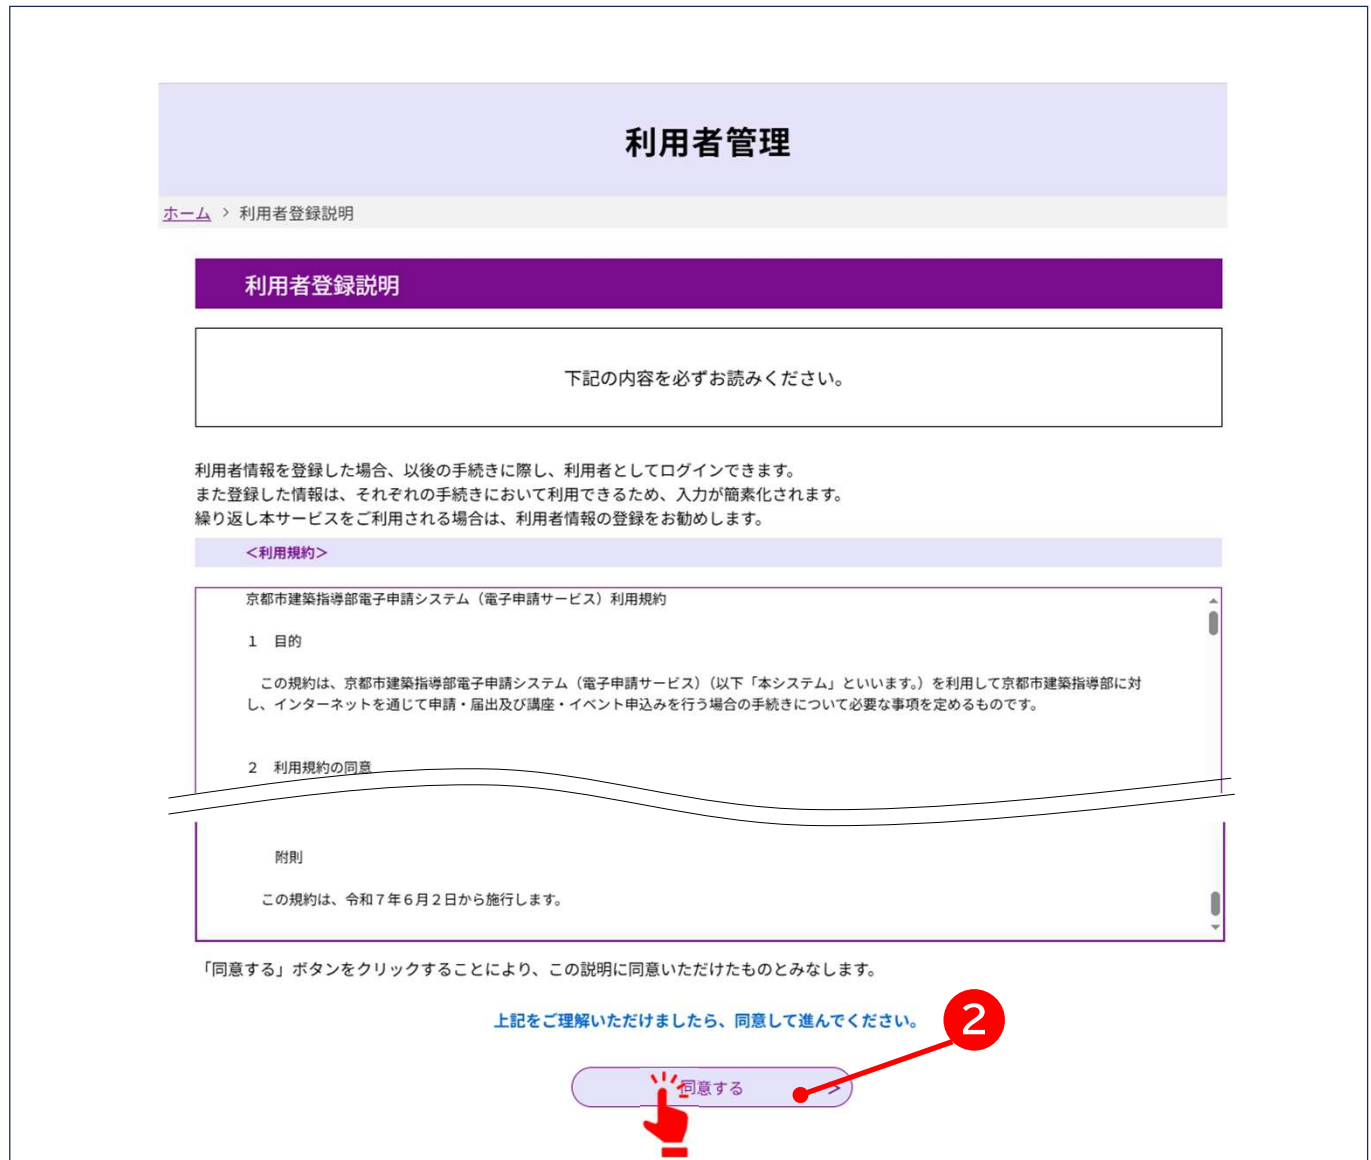 利用者管理
ホーム > 利用者登録説明
利用者登録説明
下記の内容を必ずお読みください。
利用者情報を登録した場合、以後の手続きに際し、利用者としてログインできます。
また登録した情報は、それぞれの手続きにおいて利用できるため、入力が簡素化されます。
繰り返し本サービスをご利用される場合は、利用者情報の登録をお勧めします。
＜利用規約＞
京都市建築指導部電子申請システム（電子申請サービス）利用規約
１　目的
この規約は、京都市建築指導部電子申請システム（電子申請サービス）（以下「本システム」といいます。）を利用して京都市建築指導部に対
し、インターネットを通じて申請・届出及び講座・イベント申込みを行う場合の手続きについて必要な事項を定めるものです。
２　利用規約の同意
附則
この規約は、令和７年６月２日から施行します。
「同意する」ボタンをクリックすることにより、この説明に同意いただけたものとみなします。
上記をご理解いただけましたら、同意して進んでください。
2
同意する >